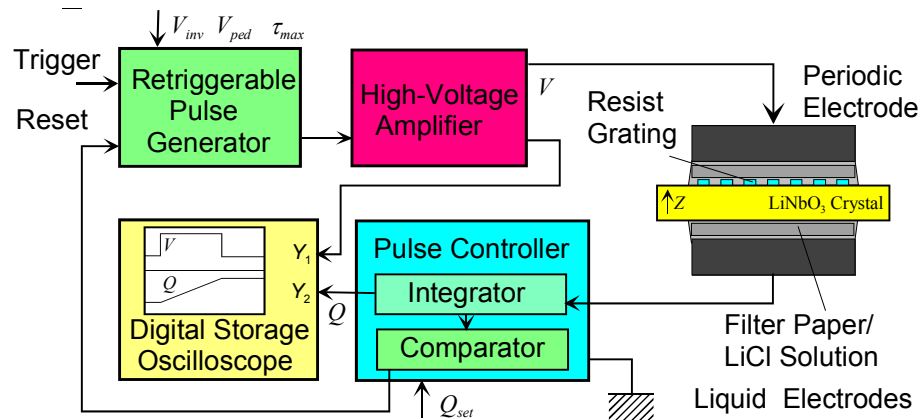 V_inv V_ped τ_max
Trigger
Reset
Retriggerable
Pulse
Generator
High-Voltage
Amplifier
V
Resist
Grating
Periodic
Electrode
Z
LiNbO₃ Crystal
V
Q
Y₁
Y₂
Digital Storage
Oscilloscope
Q
Pulse Controller
Integrator
Comparator
Q_set
Filter Paper/
LiCl Solution
Liquid Electrodes